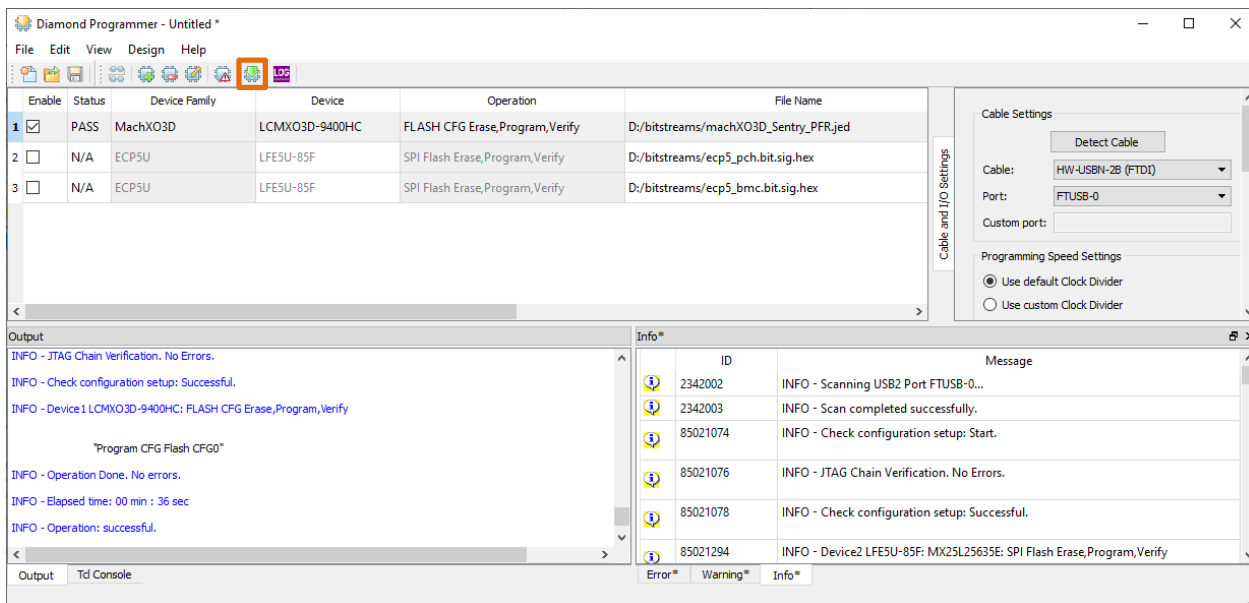 Diamond Programmer - Untitled *
File Edit View Design Help
LOG
Enable Status Device Family Device Operation File Name
1 PASS MachXO3D LCMXO3D-9400HC FLASH CFG Erase,Program,Verify D:/bitstreams/machXO3D_Sentry_PFR.jed
2 N/A ECP5U LFE5U-85F SPI Flash Erase,Program,Verify D:/bitstreams/ecp5_pch.bit.sig.hex
3 N/A ECP5U LFE5U-85F SPI Flash Erase,Program,Verify D:/bitstreams/ecp5_bmc.bit.sig.hex
Cable and I/O Settings
Cable Settings
Detect Cable
Cable: HW-USBN-2B (FTDI)
Port: FTUSB-0
Custom port:
Programming Speed Settings
Use default Clock Divider
Use custom Clock Divider
Output
INFO - JTAG Chain Verification. No Errors.
INFO - Check configuration setup: Successful.
INFO - Device1 LCMXO3D-9400HC: FLASH CFG Erase,Program,Verify
"Program CFG Flash CFG0"
INFO - Operation Done. No errors.
INFO - Elapsed time: 00 min : 36 sec
INFO - Operation: successful.
Output Tcl Console
Info*
ID Message
2342002 INFO - Scanning USB2 Port FTUSB-0...
2342003 INFO - Scan completed successfully.
85021074 INFO - Check configuration setup: Start.
85021076 INFO - JTAG Chain Verification. No Errors.
85021078 INFO - Check configuration setup: Successful.
85021294 INFO - Device2 LFE5U-85F: MX25L25635E: SPI Flash Erase,Program,Verify
Error* Warning* Info*